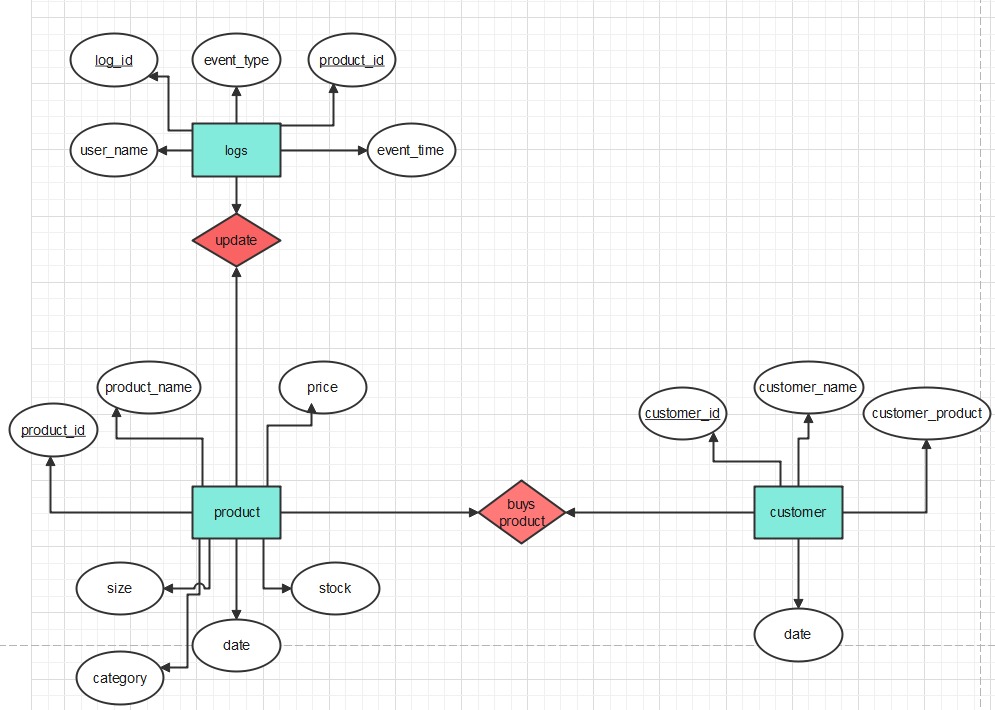 log_id
event_type
product_id
user_name
logs
event_time
update
product_name
price
product_id
customer_name
customer_id
customer_product
product
buys
product
customer
size
stock
date
date
category